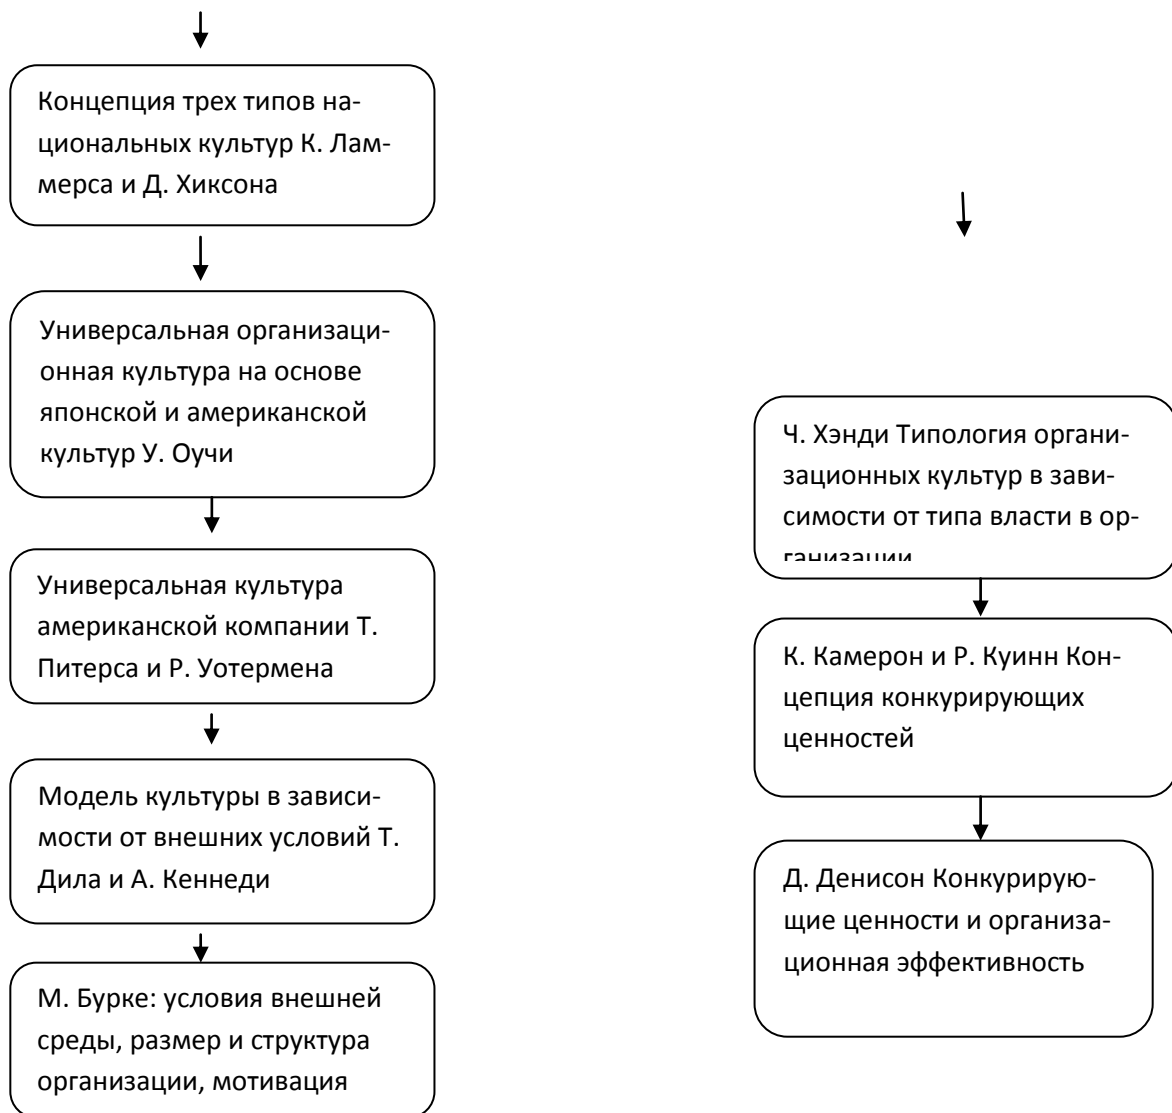 Концепция трех типов на-
циональных культур К. Лам-
мерса и Д. Хиксона
Универсальная организаци-
онная культура на основе
японской и американской
культур У. Оучи
Универсальная культура
американской компании Т.
Питерса и Р. Уотермена
Модель культуры в зависи-
мости от внешних условий Т.
Дила и А. Кеннеди
М. Бурке: условия внешней
среды, размер и структура
организации, мотивация
Ч. Хэнди Типология органи-
зационных культур в зави-
симости от типа власти в ор-
ганизации
К. Камерон и Р. Куинн Кон-
цепция конкурирующих
ценностей
Д. Денисон Конкурирую-
щие ценности и организа-
ционная эффективность